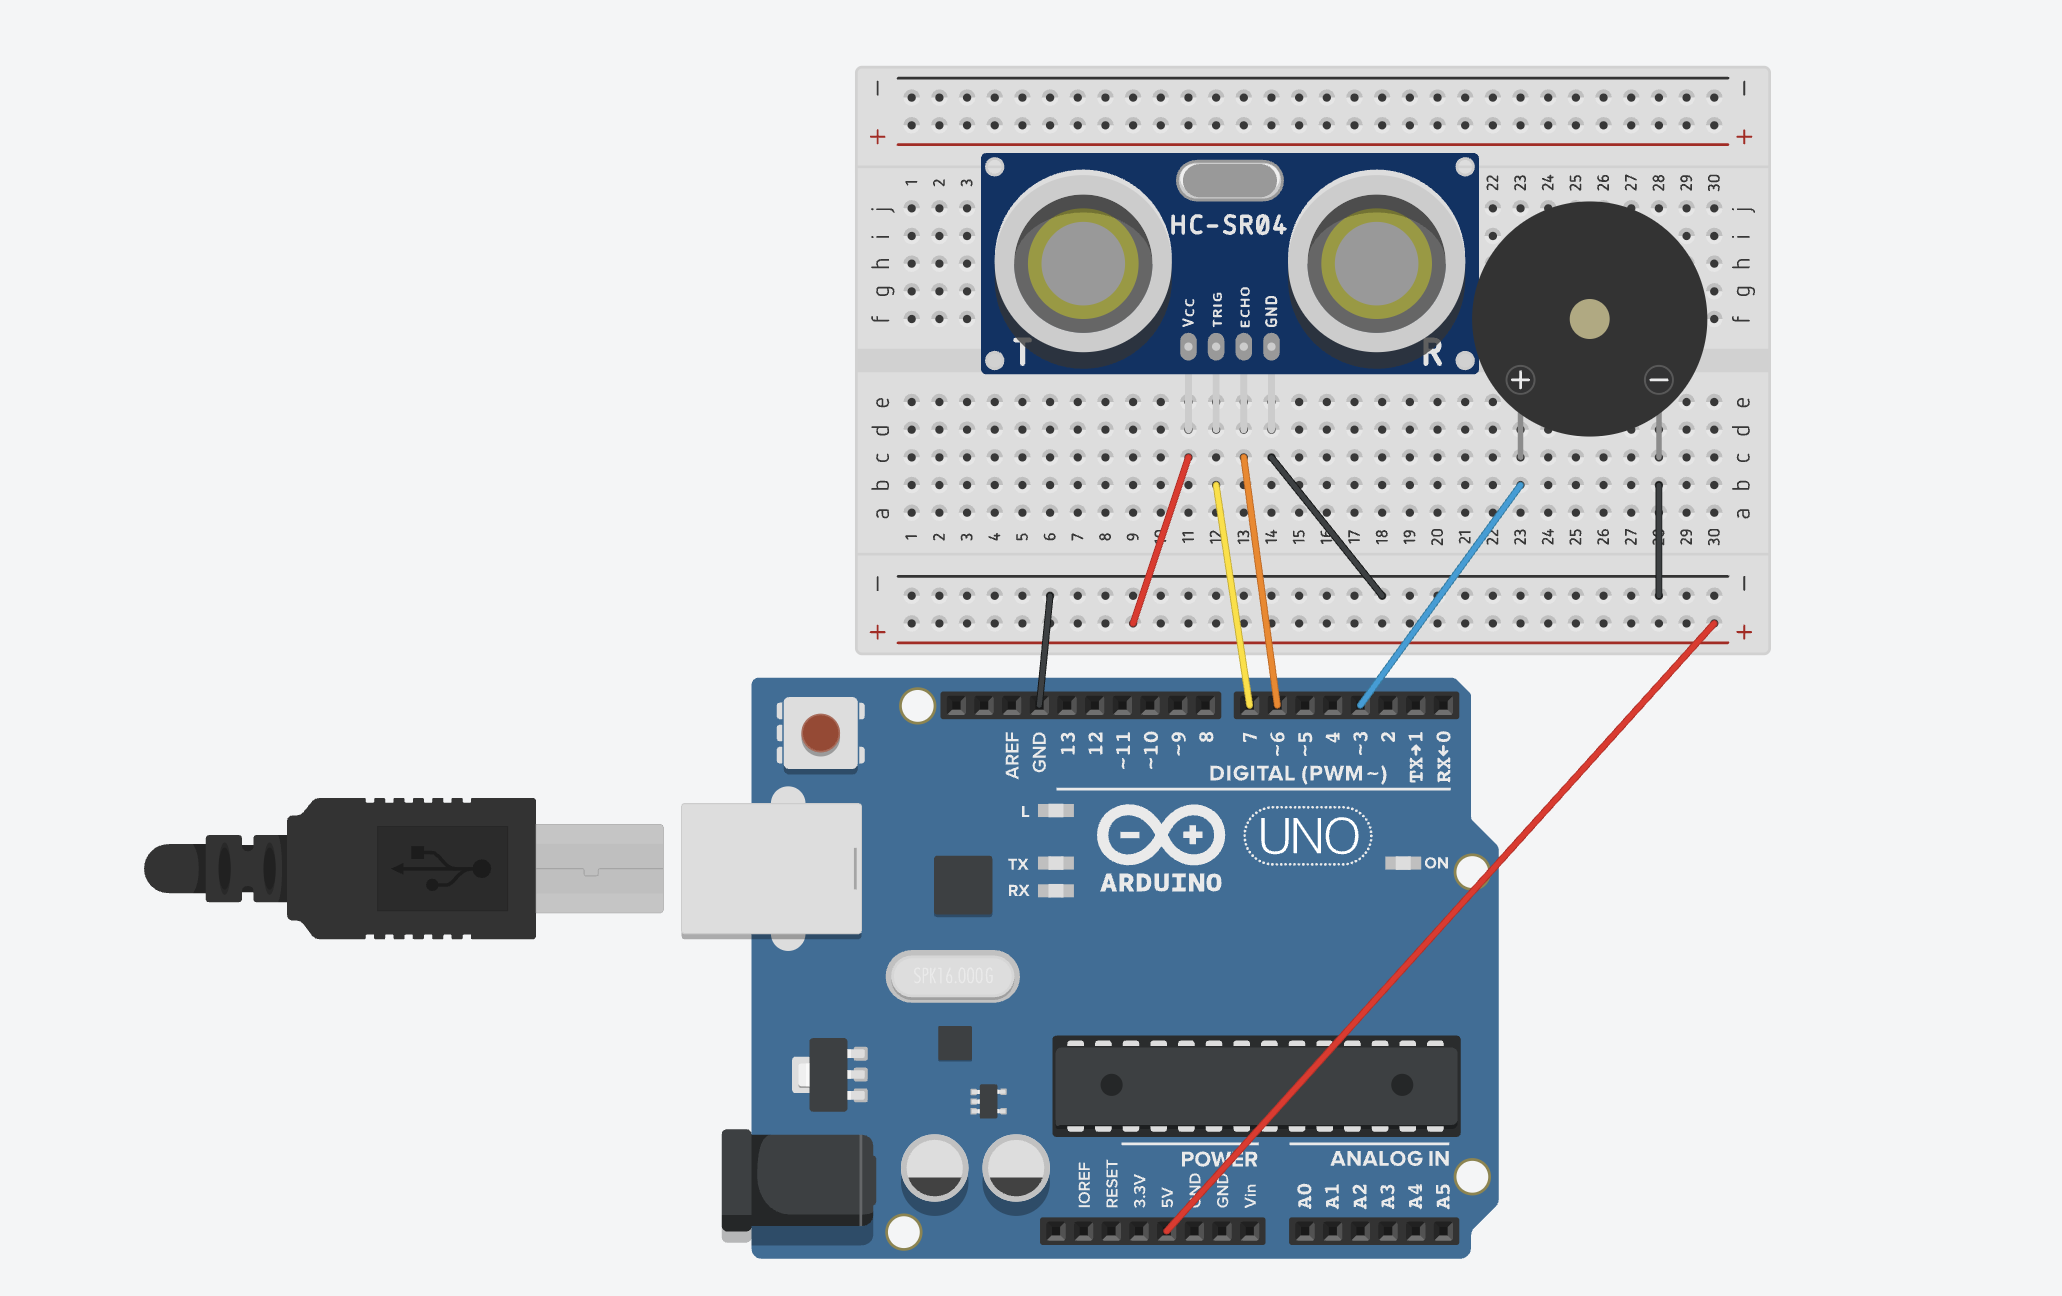 − −
+ +
1 2 3 22 23 24 25 26 27 28 29 30
j j
i i
h h
g g
f f
HC-SR04
VCC TRIG ECHO GND
T R
+ −
e e
d d
c c
b b
a a
1 2 3 4 5 6 7 8 9 10 11 12 13 14 15 16 17 18 19 20 21 22 23 24 25 26 27 28 29 30
− −
+ +
AREF GND 13 12 ~11 ~10 ~9 8 7 ~6 ~5 4 ~3 2 TX→1 RX←0
DIGITAL (PWM~)
L
UNO
TX ON
RX
ARDUINO
SPK16.000G
POWER ANALOG IN
IOREF RESET 3.3V 5V GND GND Vin A0 A1 A2 A3 A4 A5